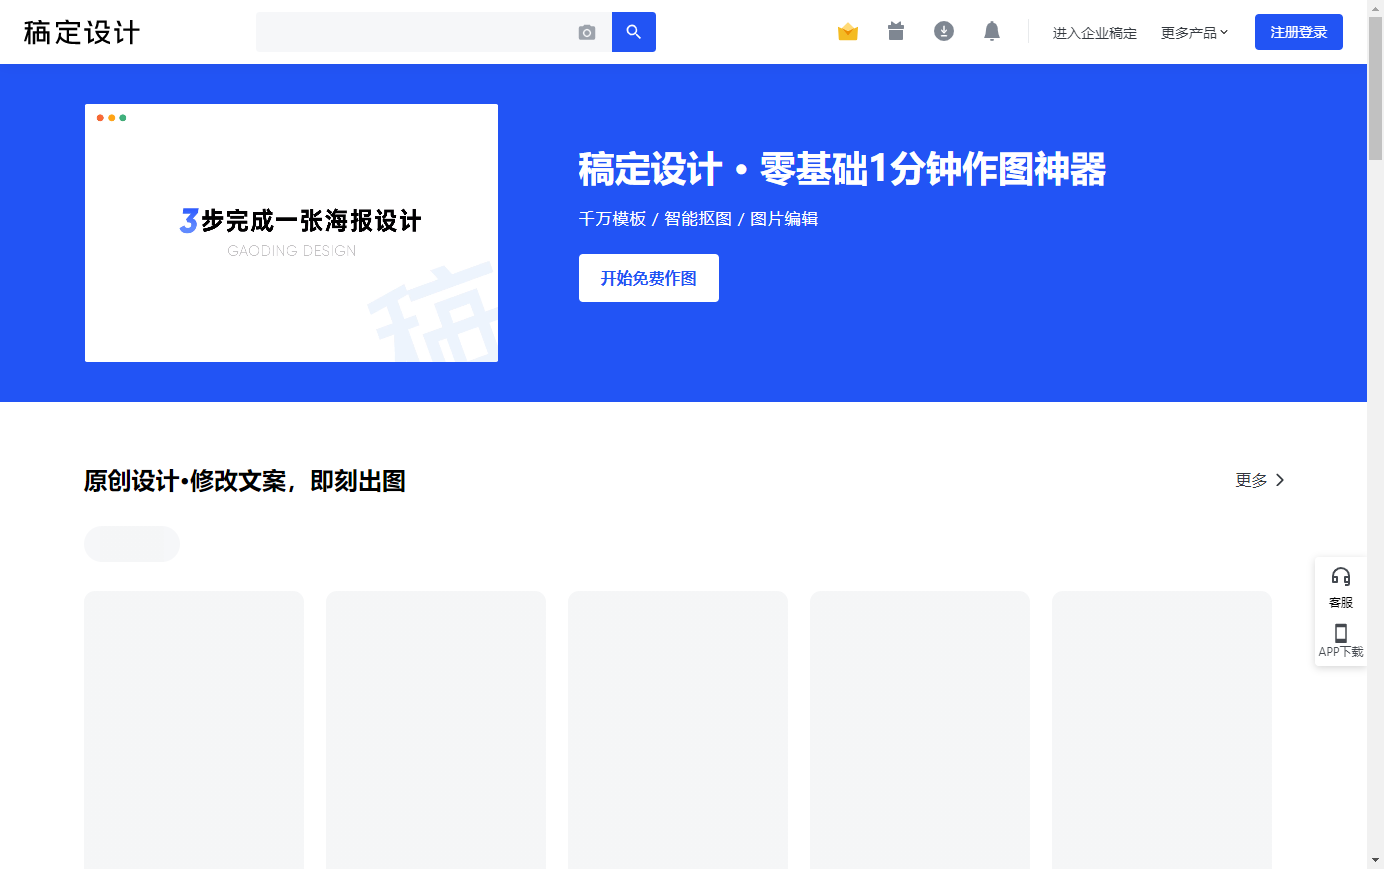 稿定设计
进入企业稿定
更多产品
注册登录
3步完成一张海报设计
GAODING DESIGN
稿
稿定设计 · 零基础1分钟作图神器
千万模板 / 智能抠图 / 图片编辑
开始免费作图
原创设计·修改文案，即刻出图
更多
客服
APP下载